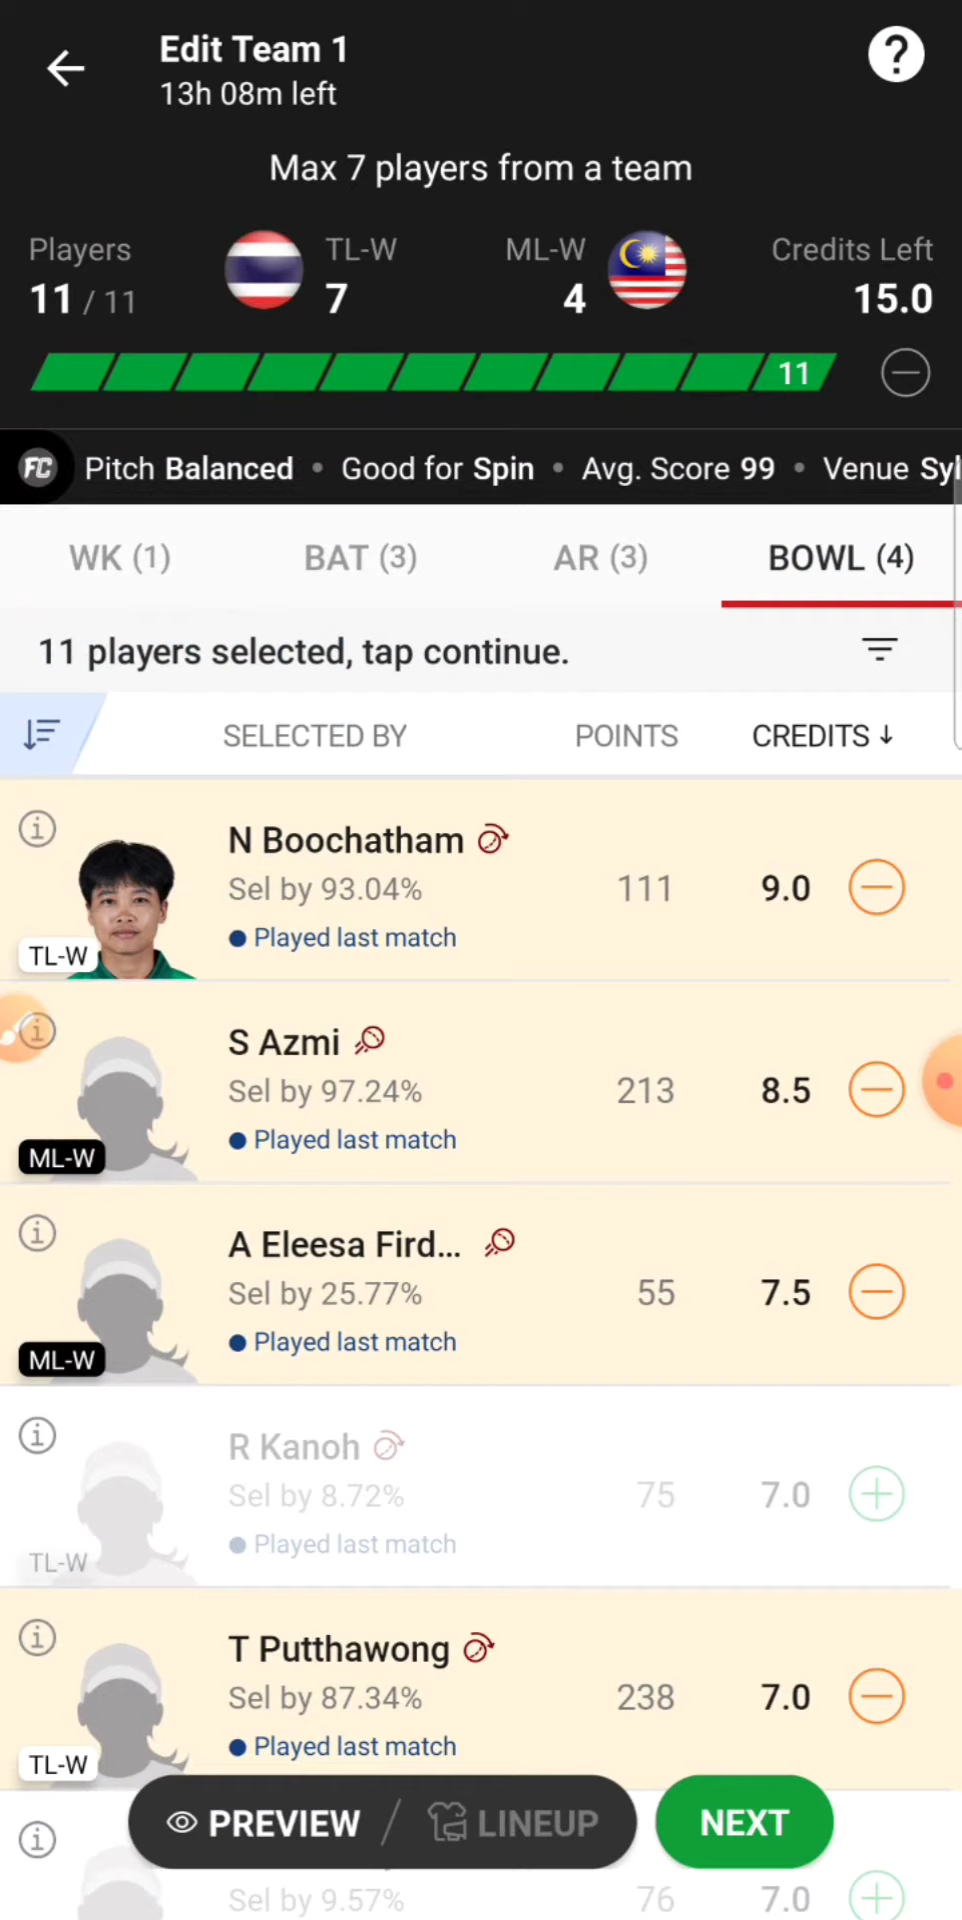 Edit Team 1
13h 08m left
?
Max 7 players from a team
Players
11 / 11
TL-W
7
ML-W
4
Credits Left
15.0
11
FC Pitch Balanced • Good for Spin • Avg. Score 99 • Venue Syl
WK (1) BAT (3) AR (3) BOWL (4)
11 players selected, tap continue.
SELECTED BY POINTS CREDITS ↓
N Boochatham
Sel by 93.04% 111 9.0
Played last match
TL-W
S Azmi
Sel by 97.24% 213 8.5
Played last match
ML-W
A Eleesa Fird...
Sel by 25.77% 55 7.5
Played last match
ML-W
R Kanoh
Sel by 8.72% 75 7.0
Played last match
TL-W
T Putthawong
Sel by 87.34% 238 7.0
Played last match
TL-W
PREVIEW / LINEUP NEXT
Sel by 9.57% 76 7.0